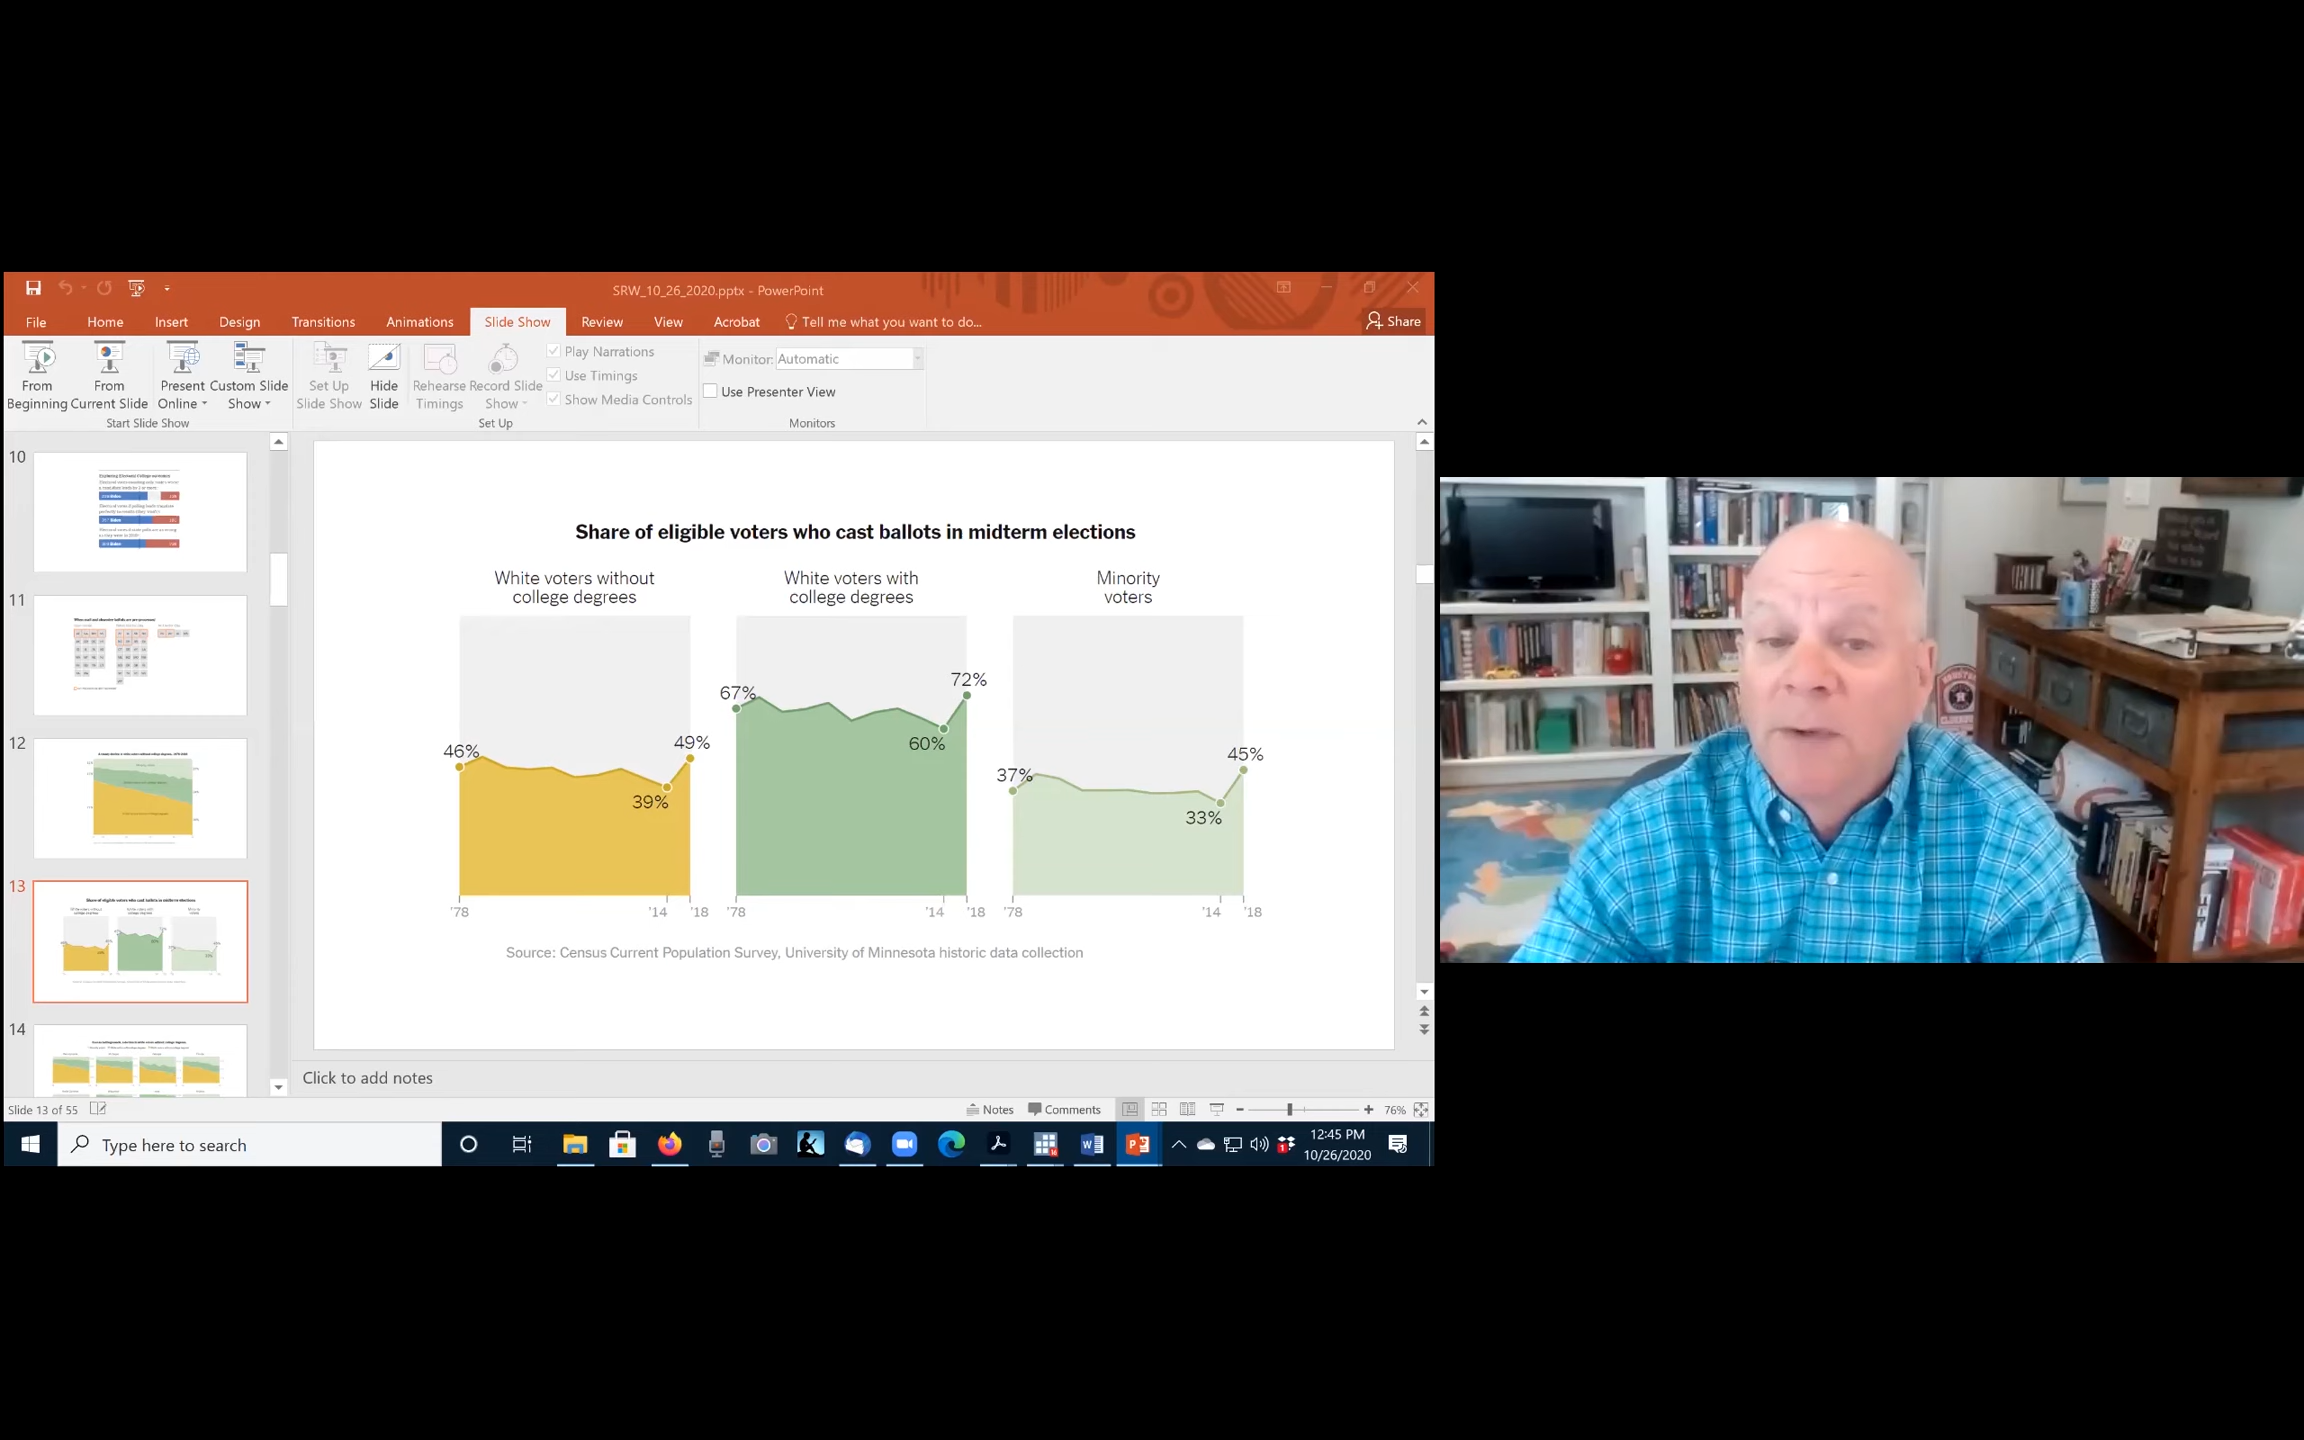 SRW_10_26_2020.pptx - PowerPoint
File Home Insert Design Transitions Animations Slide Show Review View Acrobat Tell me what you want to do... Share
From Beginning
From Current Slide
Present Online
Custom Slide Show
Start Slide Show
Set Up Slide Show
Hide Slide
Rehearse Timings
Record Slide Show
Play Narrations
Use Timings
Show Media Controls
Set Up
Monitor: Automatic
Use Presenter View
Monitors
10
11
12
13
14
Share of eligible voters who cast ballots in midterm elections
White voters without
college degrees
46%
39%
49%
'78 '14 '18
White voters with
college degrees
67%
60%
72%
'78 '14 '18
Minority
voters
37%
33%
45%
'78 '14 '18
Source: Census Current Population Survey, University of Minnesota historic data collection
Click to add notes
Slide 13 of 55
Notes Comments 76%
Type here to search
12:45 PM
10/26/2020